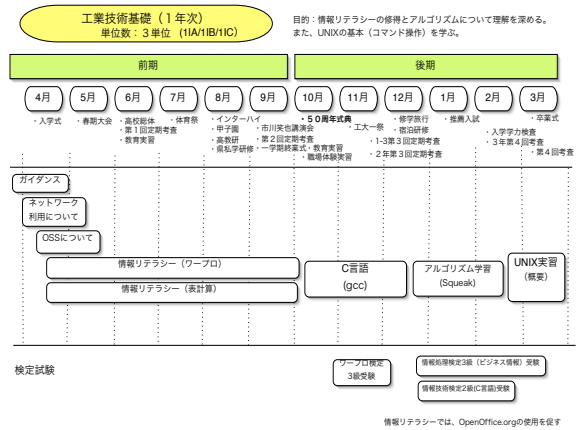 工業技術基礎（１年次）
単位数：３単位（1IA/1IB/1IC）
目的：情報リテラシーの修得とアルゴリズムについて理解を深める。
また、UNIXの基本（コマンド操作）を学ぶ。
前期
後期
4月
5月
6月
7月
8月
9月
10月
11月
12月
1月
2月
3月
・入学式
・春期大会
・高校総体
・第１回定期考査
・教育実習
・体育祭
・インターハイ
・甲子園
・高教研
・県私学研修
・市川笑也講演会
・第２回定期考査
・一学期終業式
・５０周年式典
・教育実習
・職場体験実習
・工大一祭
・修学旅行
・宿泊研修
・1-3第３回定期考査
・２年第３回定期考査
・推薦入試
・入学学力検査
・３年第４回考査
・卒業式
・第４回考査
ガイダンス
ネットワーク
利用について
OSSについて
情報リテラシー（ワープロ）
情報リテラシー（表計算）
C言語
(gcc)
アルゴリズム学習
(Squeak)
UNIX実習
（概要）
検定試験
ワープロ検定
3級受験
情報処理検定3級（ビジネス情報）受験
情報技術検定2級(C言語)受験
情報リテラシーでは、OpenOffice.orgの使用を促す